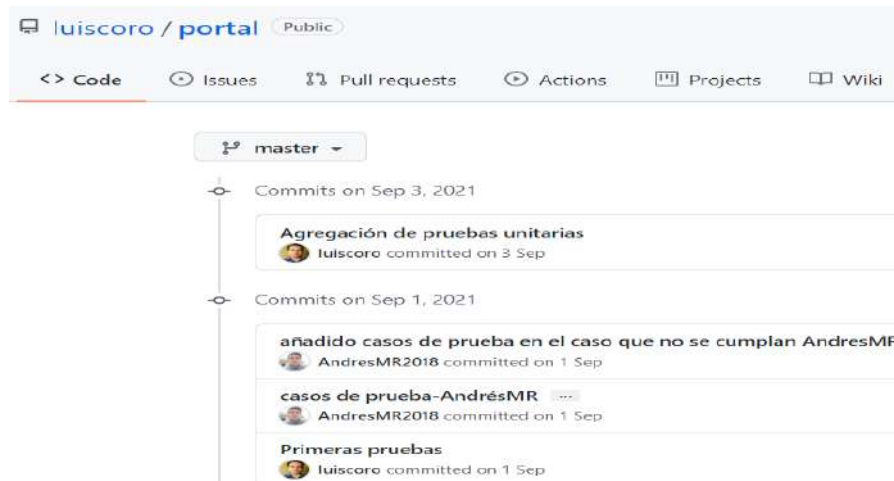 luiscoro / portal Public
<> Code Issues Pull requests Actions Projects Wiki
master
Commits on Sep 3, 2021
Agregación de pruebas unitarias
luiscoro committed on 3 Sep
Commits on Sep 1, 2021
añadido casos de prueba en el caso que no se cumplan AndresMR
AndresMR2018 committed on 1 Sep
casos de prueba-AndrésMR ...
AndresMR2018 committed on 1 Sep
Primeras pruebas
luiscoro committed on 1 Sep